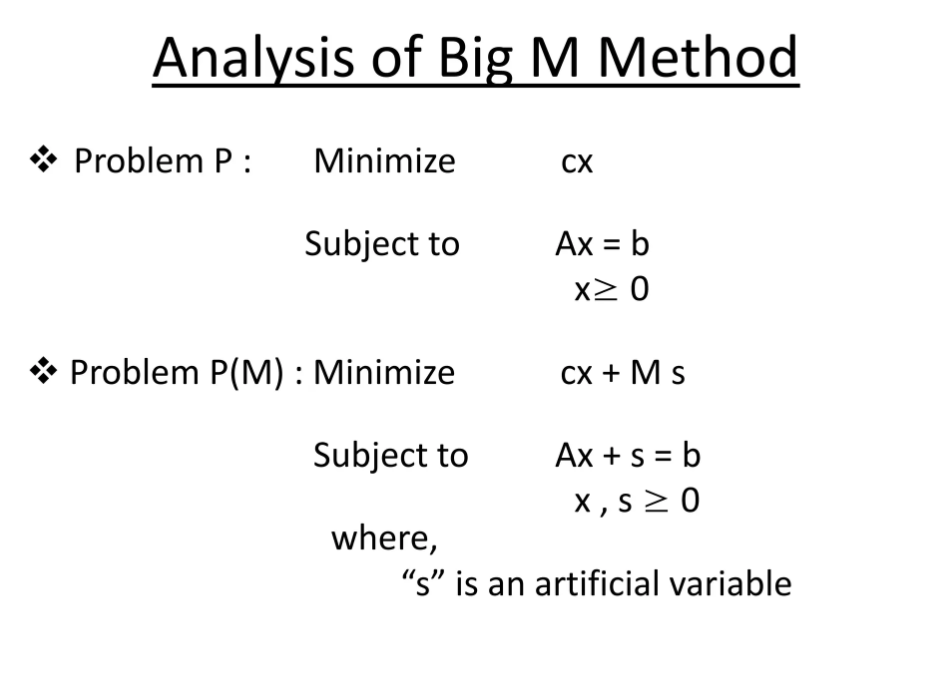 Analysis of Big M Method
❖ Problem P : Minimize cx
Subject to Ax = b
x≥ 0
❖ Problem P(M) : Minimize cx + M s
Subject to Ax + s = b
x , s ≥ 0
where,
“s” is an artificial variable